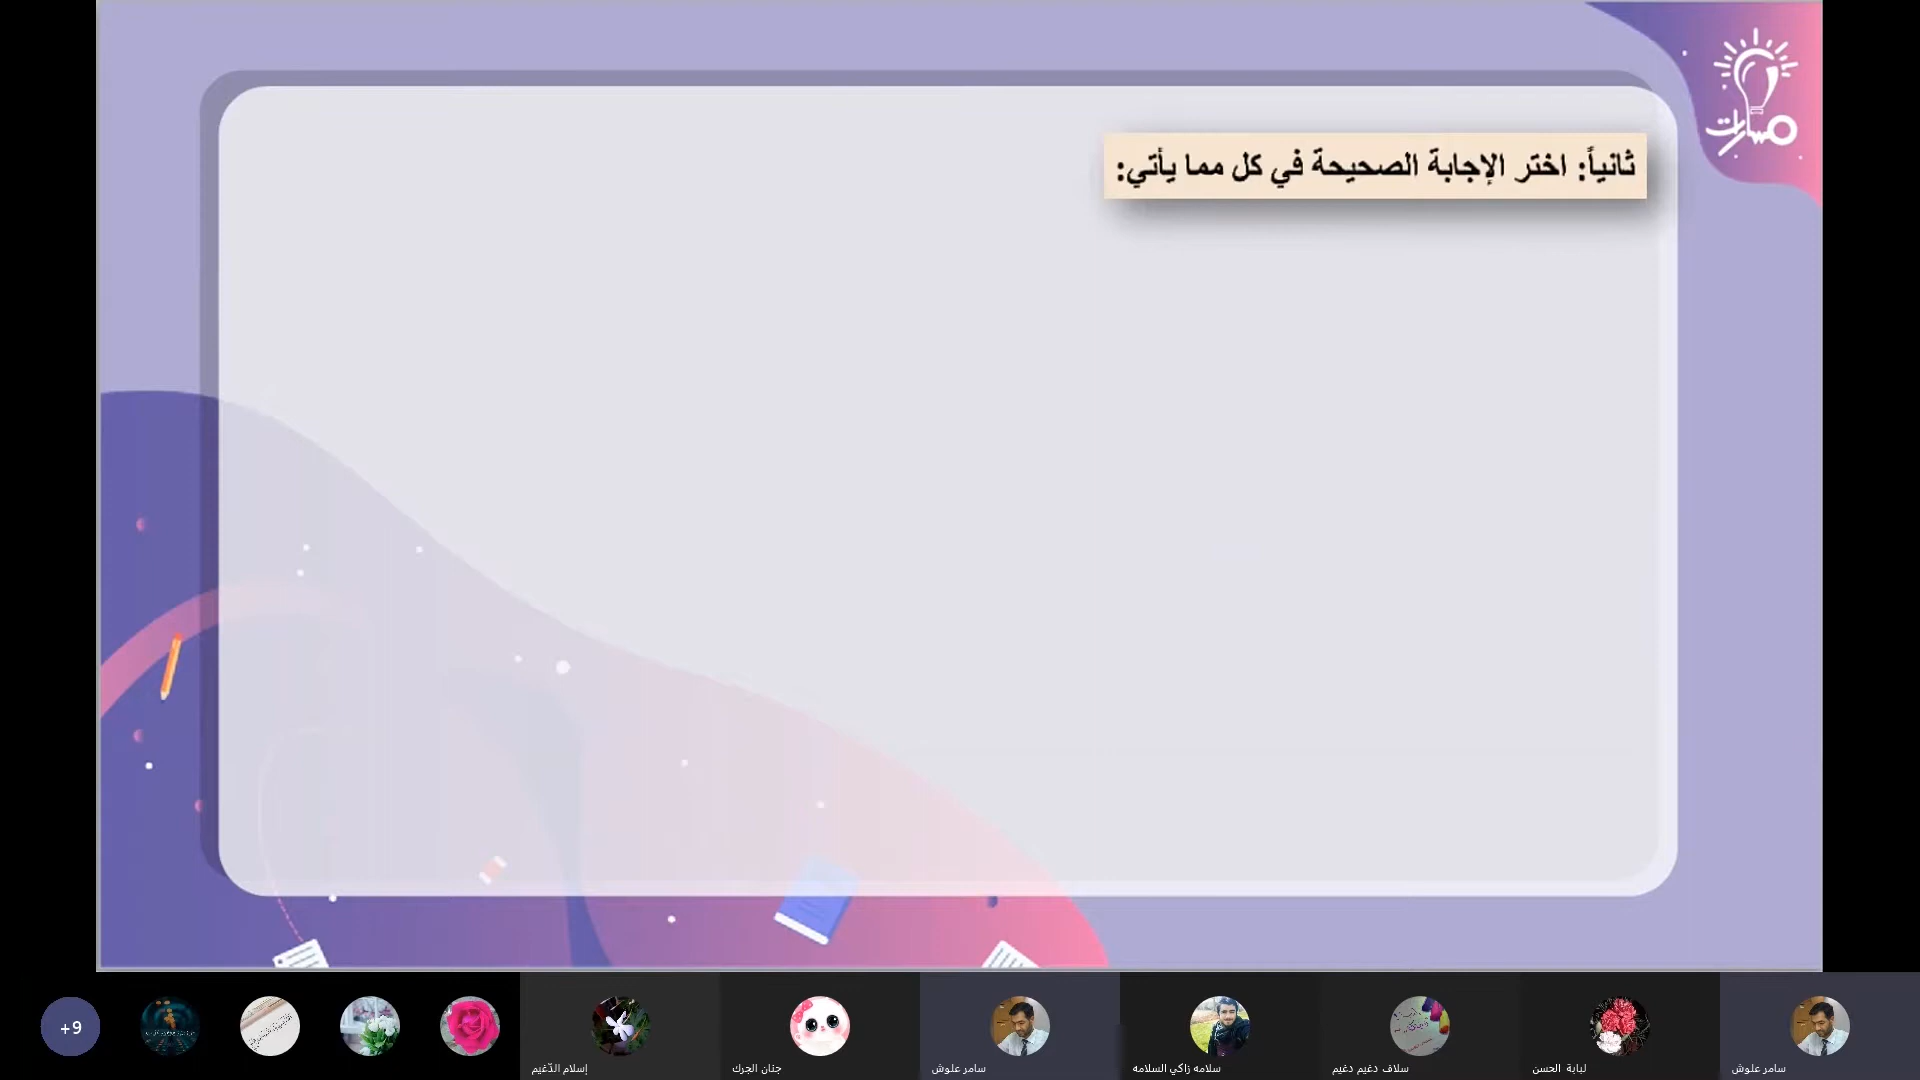 مسارات
ثانياً: اختر الإجابة الصحيحة في كل مما يأتي:
+9
إسلام الدّغيم
جنان الجرك
سامر علوش
سلامه زاكي السلامه
سلاف دغيم دغيم
لبابة الحسن
سامر علوش